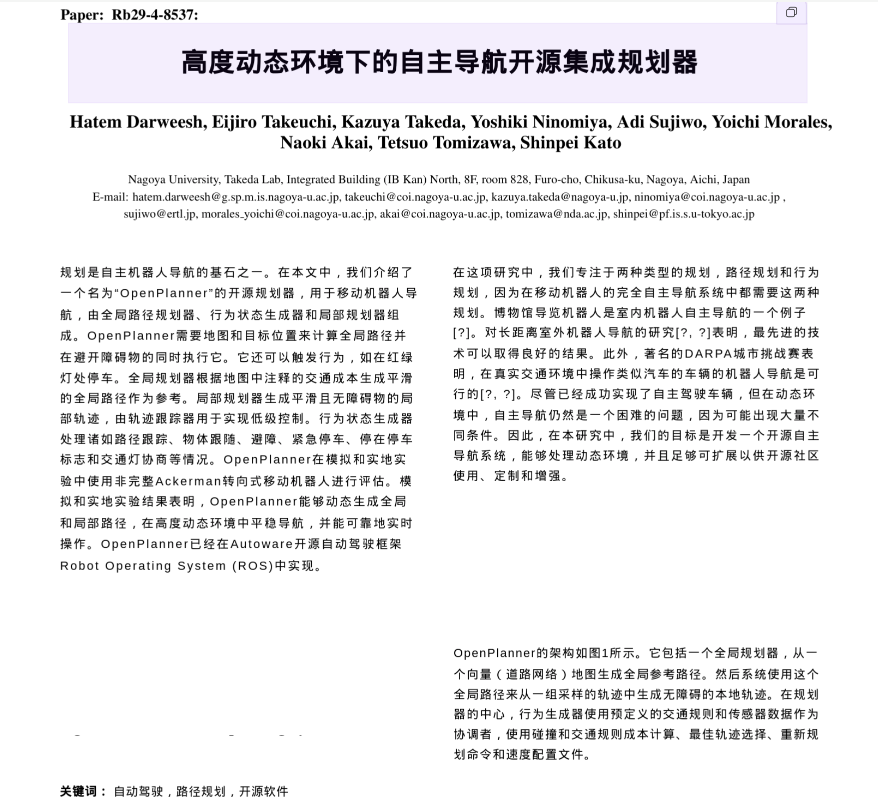 Paper: Rb29-4-8537:
高度动态环境下的自主导航开源集成规划器
Hatem Darweesh, Eijiro Takeuchi, Kazuya Takeda, Yoshiki Ninomiya, Adi Sujiwo, Yoichi Morales,
Naoki Akai, Tetsuo Tomizawa, Shinpei Kato
Nagoya University, Takeda Lab, Integrated Building (IB Kan) North, 8F, room 828, Furo-cho, Chikusa-ku, Nagoya, Aichi, Japan
E-mail: hatem.darweesh@g.sp.m.is.nagoya-u.ac.jp, takeuchi@coi.nagoya-u.ac.jp, kazuya.takeda@nagoya-u.jp, ninomiya@coi.nagoya-u.ac.jp ,
sujiwo@ertl.jp, morales_yoichi@coi.nagoya-u.ac.jp, akai@coi.nagoya-u.ac.jp, tomizawa@nda.ac.jp, shinpei@pf.is.s.u-tokyo.ac.jp
规划是自主机器人导航的基石之一。在本文中，我们介绍了
一个名为“OpenPlanner”的开源规划器，用于移动机器人导
航，由全局路径规划器、行为状态生成器和局部规划器组
成。OpenPlanner需要地图和目标位置来计算全局路径并
在避开障碍物的同时执行它。它还可以触发行为，如在红绿
灯处停车。全局规划器根据地图中注释的交通成本生成平滑
的全局路径作为参考。局部规划器生成平滑且无障碍物的局
部轨迹，由轨迹跟踪器用于实现低级控制。行为状态生成器
处理诸如路径跟踪、物体跟随、避障、紧急停车、停在停车
标志和交通灯协商等情况。OpenPlanner在模拟和实地实
验中使用非完整Ackerman转向式移动机器人进行评估。模
拟和实地实验结果表明，OpenPlanner能够动态生成全局
和局部路径，在高度动态环境中平稳导航，并能可靠地实时
操作。OpenPlanner已经在Autoware开源自动驾驶框架
Robot Operating System (ROS)中实现。
关键词： 自动驾驶，路径规划，开源软件
在这项研究中，我们专注于两种类型的规划，路径规划和行为
规划，因为在移动机器人的完全自主导航系统中都需要这两种
规划。博物馆导览机器人是室内机器人自主导航的一个例子
[?]。对长距离室外机器人导航的研究[?, ?]表明，最先进的技
术可以取得良好的结果。此外，著名的DARPA城市挑战赛表
明，在真实交通环境中操作类似汽车的车辆的机器人导航是可
行的[?, ?]。尽管已经成功实现了自主驾驶车辆，但在动态环
境中，自主导航仍然是一个困难的问题，因为可能出现大量不
同条件。因此，在本研究中，我们的目标是开发一个开源自主
导航系统，能够处理动态环境，并且足够可扩展以供开源社区
使用、定制和增强。
OpenPlanner的架构如图1所示。它包括一个全局规划器，从一
个向量（道路网络）地图生成全局参考路径。然后系统使用这个
全局路径来从一组采样的轨迹中生成无障碍的本地轨迹。在规划
器的中心，行为生成器使用预定义的交通规则和传感器数据作为
协调者，使用碰撞和交通规则成本计算、最佳轨迹选择、重新规
划命令和速度配置文件。